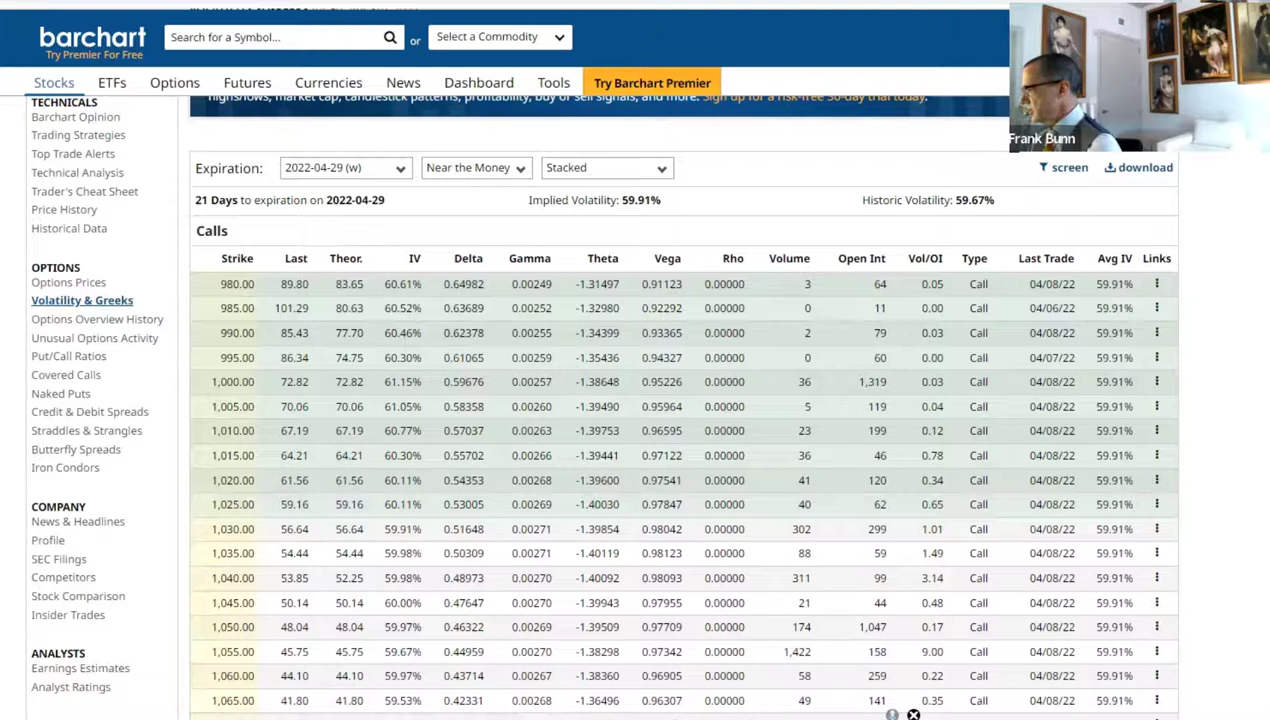 barchart
Try Premier For Free
Search for a Symbol...
or
Select a Commodity
Stocks ETFs Options Futures Currencies News Dashboard Tools Try Barchart Premier
highs/lows, market cap, candlestick patterns, profitability, buy or sell signals, and more. Sign up for a risk-free 30-day trial today.
Frank Bunn
TECHNICALS
Barchart Opinion
Trading Strategies
Top Trade Alerts
Technical Analysis
Trader's Cheat Sheet
Price History
Historical Data
OPTIONS
Options Prices
Volatility & Greeks
Options Overview History
Unusual Options Activity
Put/Call Ratios
Covered Calls
Naked Puts
Credit & Debit Spreads
Straddles & Strangles
Butterfly Spreads
Iron Condors
COMPANY
News & Headlines
Profile
SEC Filings
Competitors
Stock Comparison
Insider Trades
ANALYSTS
Earnings Estimates
Analyst Ratings
Expiration: 2022-04-29 (w) Near the Money Stacked screen download
21 Days to expiration on 2022-04-29 Implied Volatility: 59.91% Historic Volatility: 59.67%
Calls
Strike Last Theor. IV Delta Gamma Theta Vega Rho Volume Open Int Vol/OI Type Last Trade Avg IV Links
980.00 89.80 83.65 60.61% 0.64982 0.00249 -1.31497 0.91123 0.00000 3 64 0.05 Call 04/08/22 59.91%
985.00 101.29 80.63 60.52% 0.63689 0.00252 -1.32980 0.92292 0.00000 0 11 0.00 Call 04/06/22 59.91%
990.00 85.43 77.70 60.46% 0.62378 0.00255 -1.34399 0.93365 0.00000 2 79 0.03 Call 04/08/22 59.91%
995.00 86.34 74.75 60.30% 0.61065 0.00259 -1.35436 0.94327 0.00000 0 60 0.00 Call 04/07/22 59.91%
1,000.00 72.82 72.82 61.15% 0.59676 0.00257 -1.38648 0.95226 0.00000 36 1,319 0.03 Call 04/08/22 59.91%
1,005.00 70.06 70.06 61.05% 0.58358 0.00260 -1.39490 0.95964 0.00000 5 119 0.04 Call 04/08/22 59.91%
1,010.00 67.19 67.19 60.77% 0.57037 0.00263 -1.39753 0.96595 0.00000 23 199 0.12 Call 04/08/22 59.91%
1,015.00 64.21 64.21 60.30% 0.55702 0.00266 -1.39441 0.97122 0.00000 36 46 0.78 Call 04/08/22 59.91%
1,020.00 61.56 61.56 60.11% 0.54353 0.00268 -1.39600 0.97541 0.00000 41 120 0.34 Call 04/08/22 59.91%
1,025.00 59.16 59.16 60.11% 0.53005 0.00269 -1.40030 0.97847 0.00000 40 62 0.65 Call 04/08/22 59.91%
1,030.00 56.64 56.64 59.91% 0.51648 0.00271 -1.39854 0.98042 0.00000 302 299 1.01 Call 04/08/22 59.91%
1,035.00 54.44 54.44 59.98% 0.50309 0.00271 -1.40119 0.98123 0.00000 88 59 1.49 Call 04/08/22 59.91%
1,040.00 53.85 52.25 59.98% 0.48973 0.00270 -1.40092 0.98093 0.00000 311 99 3.14 Call 04/08/22 59.91%
1,045.00 50.14 50.14 60.00% 0.47647 0.00270 -1.39943 0.97955 0.00000 21 44 0.48 Call 04/08/22 59.91%
1,050.00 48.04 48.04 59.97% 0.46322 0.00269 -1.39509 0.97709 0.00000 174 1,047 0.17 Call 04/08/22 59.91%
1,055.00 45.75 45.75 59.67% 0.44959 0.00270 -1.38298 0.97342 0.00000 1,422 158 9.00 Call 04/08/22 59.91%
1,060.00 44.10 44.10 59.97% 0.43714 0.00267 -1.38360 0.96905 0.00000 58 259 0.22 Call 04/08/22 59.91%
1,065.00 41.80 41.80 59.53% 0.42331 0.00268 -1.36496 0.96307 0.00000 49 141 0.35 Call 04/08/22 59.91%